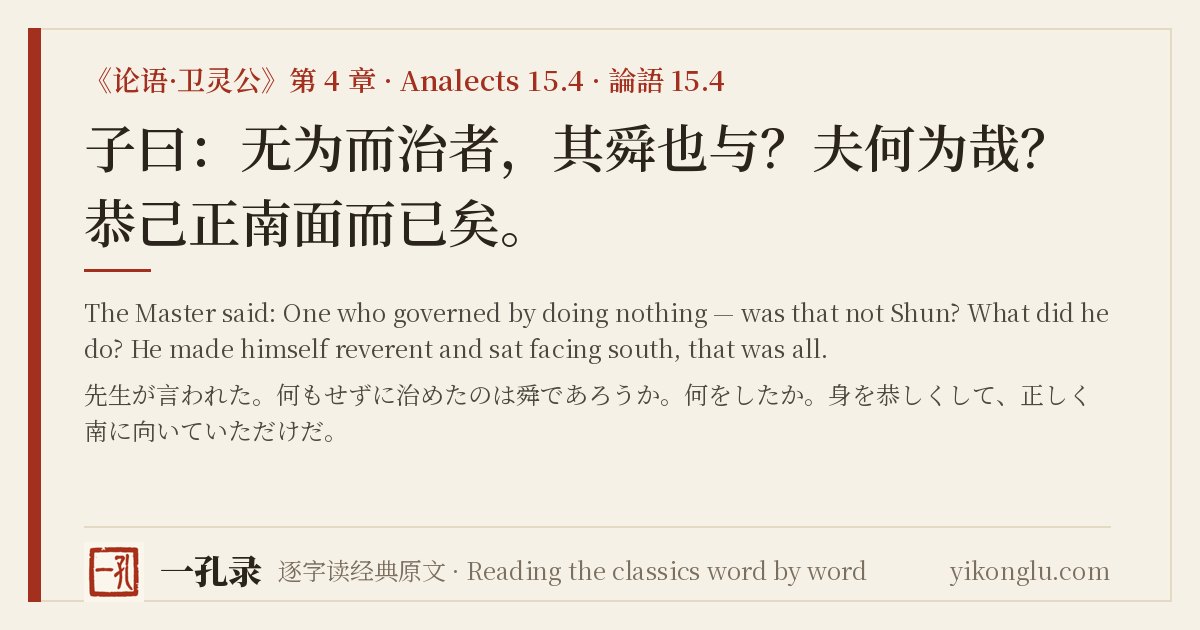 《论语·卫灵公》第 4 章 · Analects 15.4 · 論語 15.4
子曰：无为而治者，其舜也与？夫何为哉？
恭己正南面而已矣。
The Master said: One who governed by doing nothing — was that not Shun? What did he
do? He made himself reverent and sat facing south, that was all.
先生が言われた。何もせずに治めたのは舜であろうか。何をしたか。身を恭しくして、正しく
南に向いていただけだ。
一孔
一孔录 逐字读经典原文 · Reading the classics word by word yikonglu.com